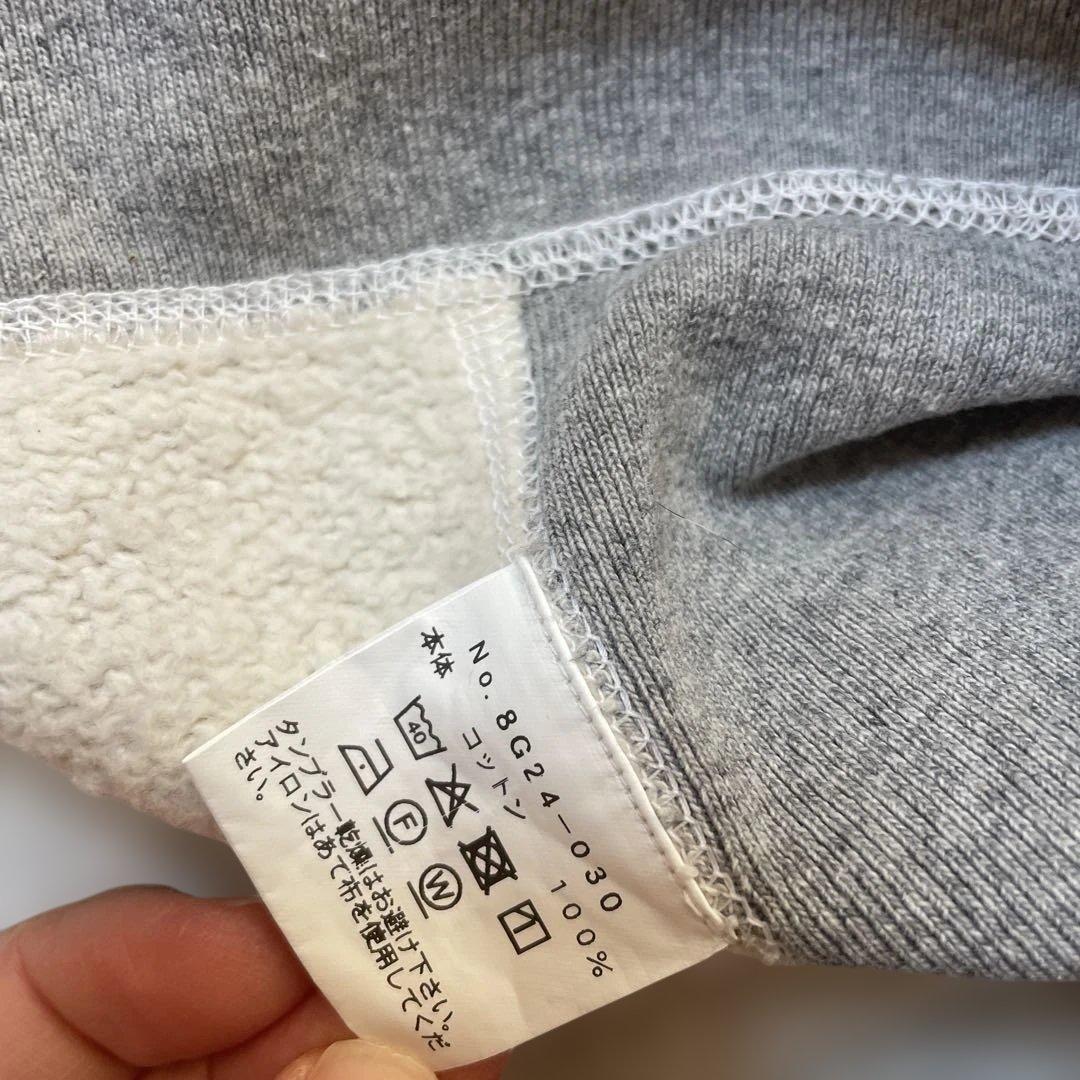 No. 8G24-030
本体 コットン 100%
40
F W
タンブラー乾燥はお避け下さい。
アイロンはあて布を使用してくだ
さい。